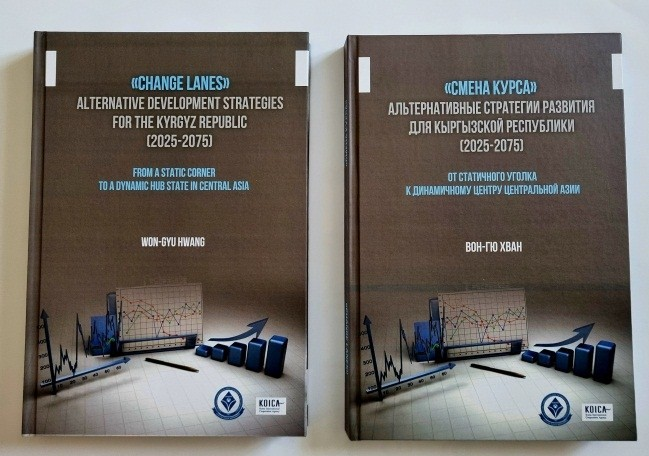 «CHANGE LANES»
ALTERNATIVE DEVELOPMENT STRATEGIES
FOR THE KYRGYZ REPUBLIC
(2025-2075)
FROM A STATIC CORNER
TO A DYNAMIC HUB STATE IN CENTRAL ASIA
WON-GYU HWANG
KOICA
«СМЕНА КУРСА»
АЛЬТЕРНАТИВНЫЕ СТРАТЕГИИ РАЗВИТИЯ
ДЛЯ КЫРГЫЗСКОЙ РЕСПУБЛИКИ
(2025-2075)
ОТ СТАТИЧНОГО УГОЛКА
К ДИНАМИЧНОМУ ЦЕНТРУ ЦЕНТРАЛЬНОЙ АЗИИ
ВОН-ГЮ ХВАН
KOICA